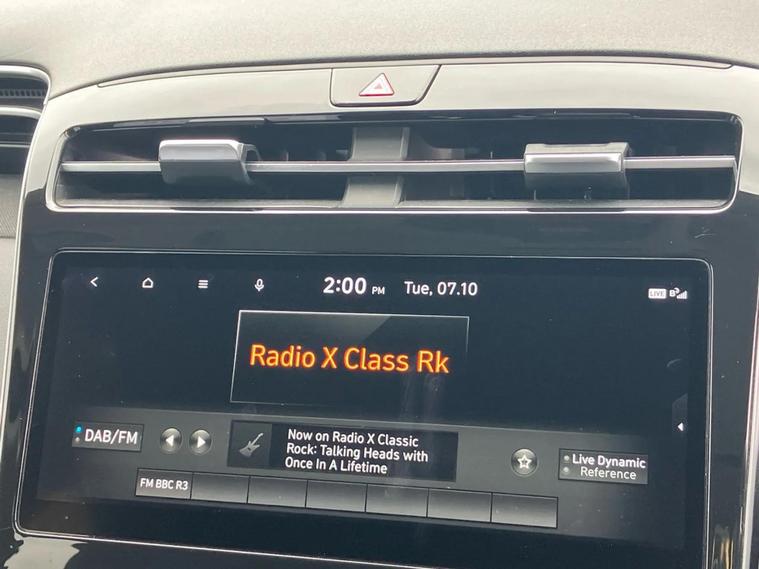 2:00 PM Tue, 07.10
LIVE
Radio X Class Rk
DAB/FM
Now on Radio X Classic
Rock: Talking Heads with
Once In A Lifetime
Live Dynamic
Reference
FM BBC R3